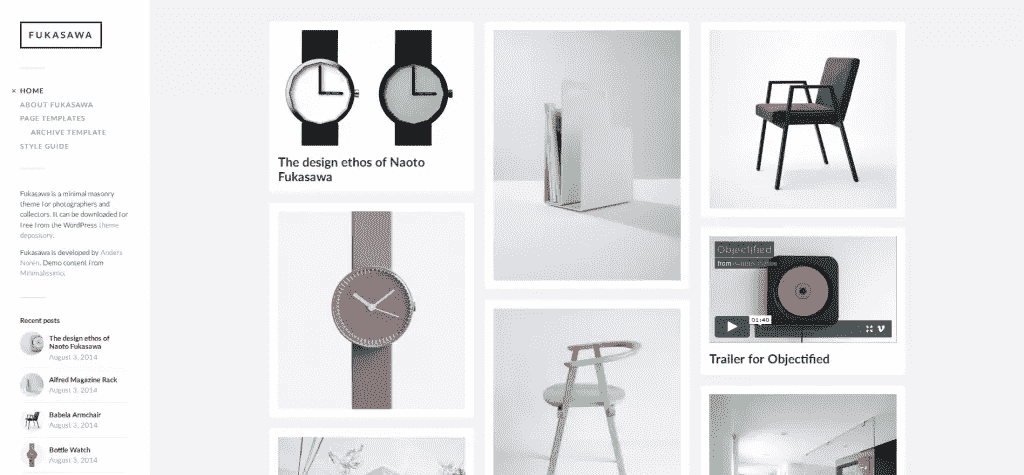 FUKASAWA
× HOME
ABOUT FUKASAWA
PAGE TEMPLATES
ARCHIVE TEMPLATE
STYLE GUIDE
Fukasawa is a minimal masonry
theme for photographers and
collectors. It can be downloaded for
free from the WordPress theme
depository.
Fukasawa is developed by Anders
Norén. Demo content from
Minimalissimo.
Recent posts
The design ethos of
Naoto Fukasawa
August 3, 2014
Alfred Magazine Rack
August 3, 2014
Babela Armchair
August 3, 2014
Bottle Watch
August 3, 2014
The design ethos of Naoto
Fukasawa
Objectified
from
01:40
Trailer for Objectified